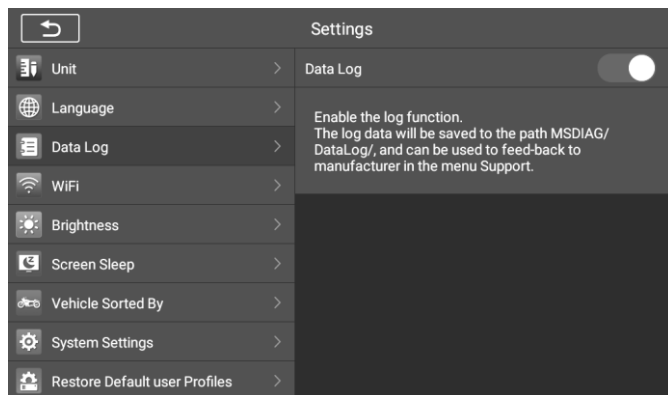 Settings
Unit
Language
Data Log
WiFi
Brightness
Screen Sleep
Vehicle Sorted By
System Settings
Restore Default user Profiles
Data Log
Enable the log function.
The log data will be saved to the path MSDIAG/
DataLog/, and can be used to feed-back to
manufacturer in the menu Support.